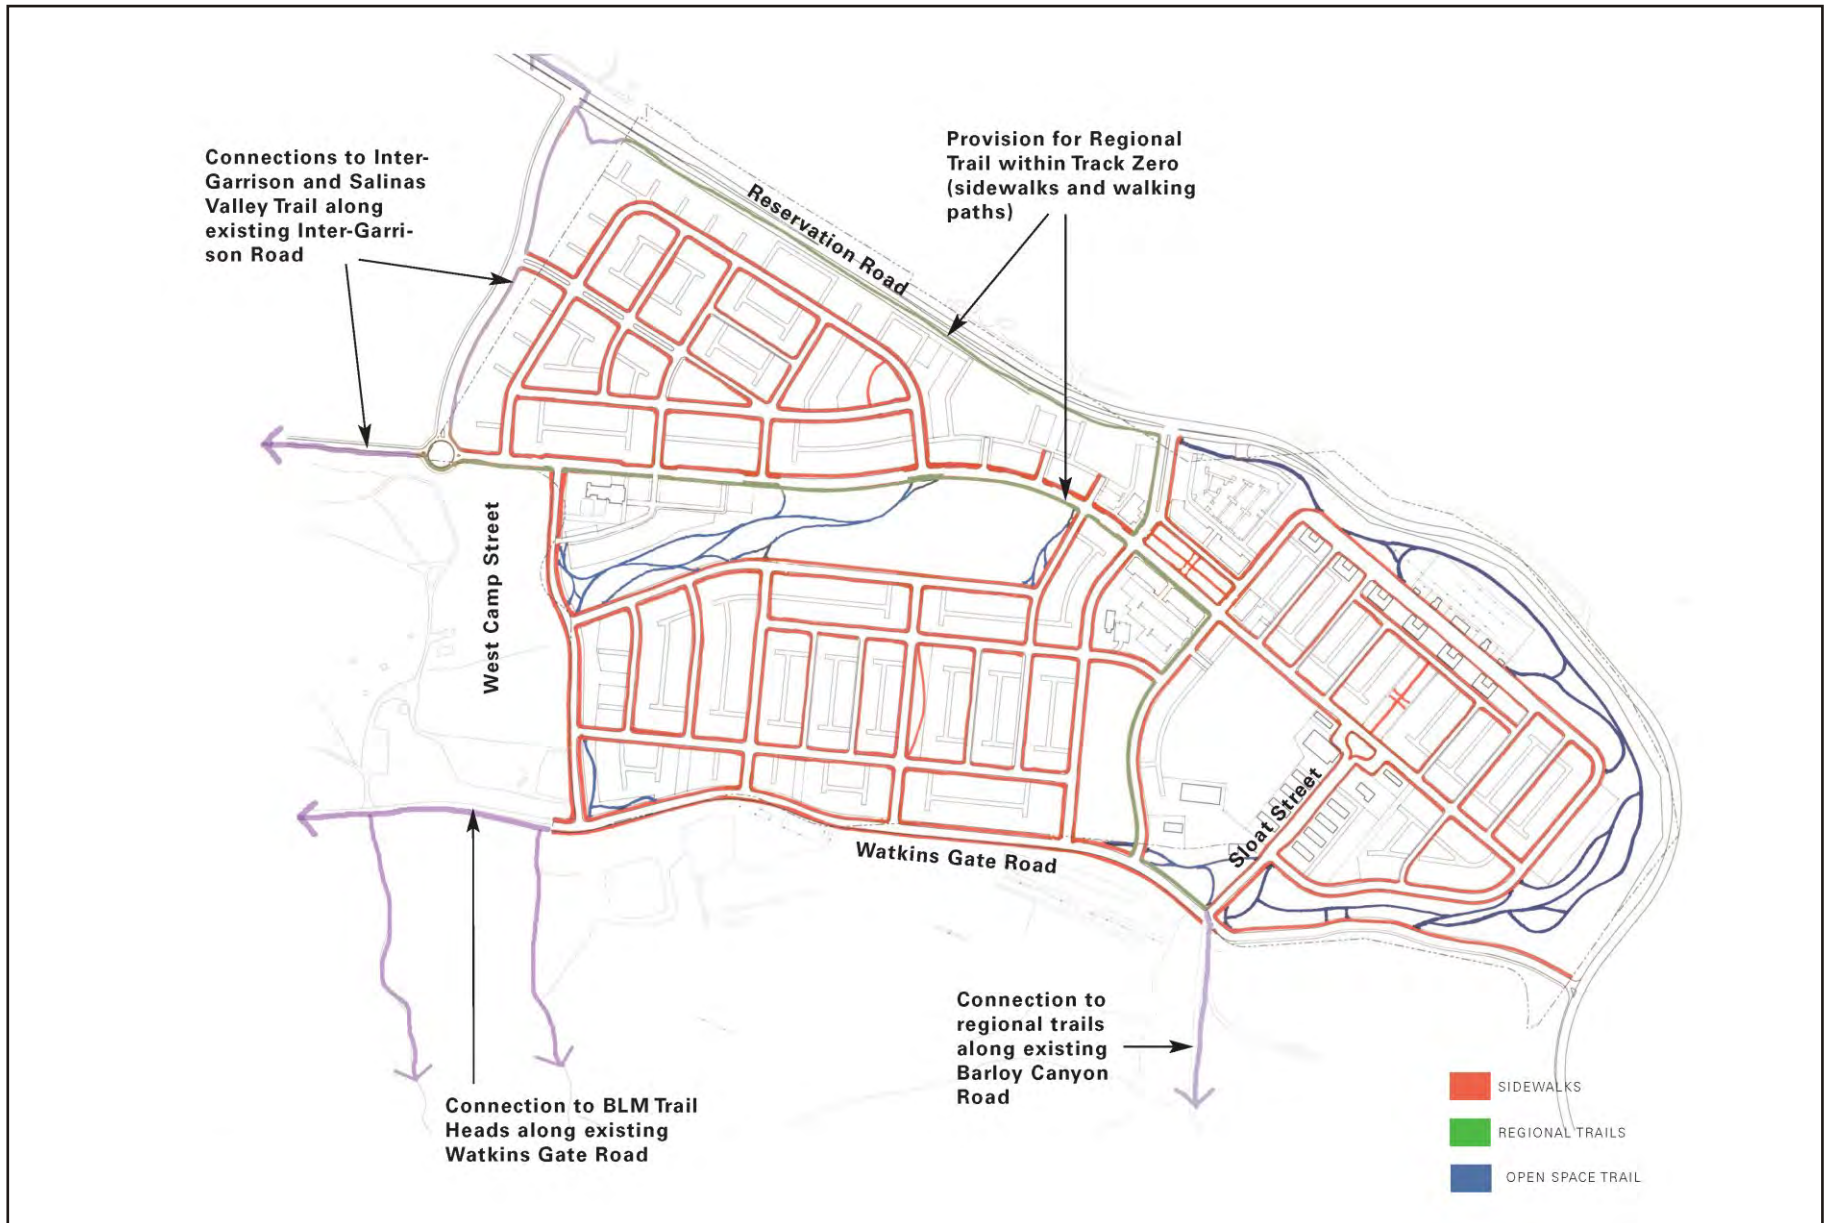 Connections to Inter-
Garrison and Salinas
Valley Trail along
existing Inter-Garri-
son Road
Provision for Regional
Trail within Track Zero
(sidewalks and walking
paths)
Reservation Road
West Camp Street
Sloat Street
Watkins Gate Road
Connection to
regional trails
along existing
Barloy Canyon
Road
Connection to BLM Trail
Heads along existing
Watkins Gate Road
SIDEWALKS
REGIONAL TRAILS
OPEN SPACE TRAIL